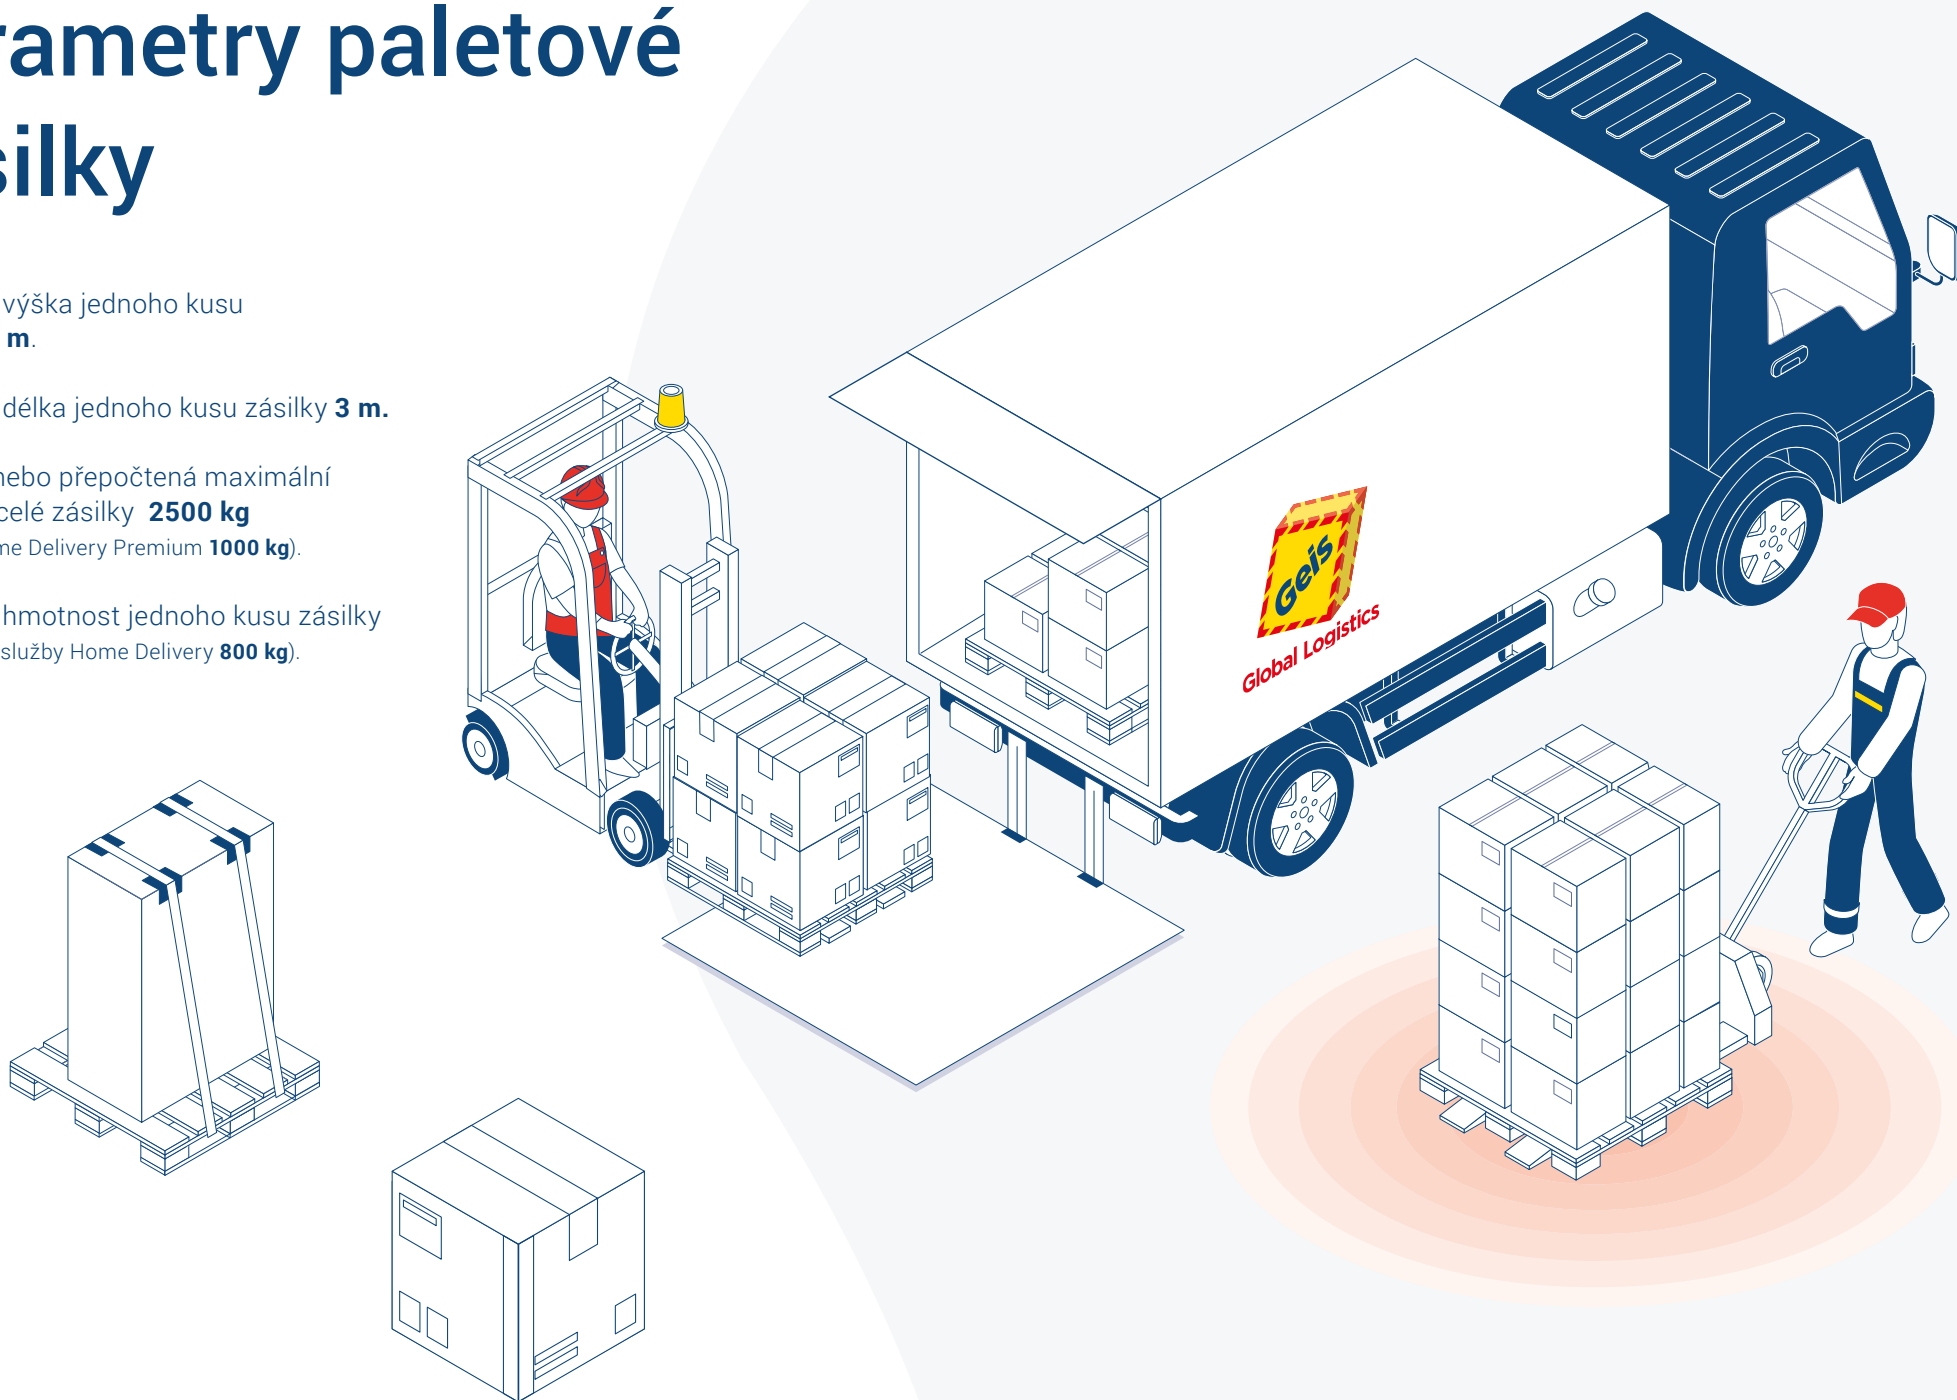 rametry paletové
silky
výška jednoho kusu
m.
délka jednoho kusu zásilky 3 m.
nebo přepočtená maximální
celé zásilky 2500 kg
me Delivery Premium 1000 kg).
hmotnost jednoho kusu zásilky
služby Home Delivery 800 kg).
Geis
Global Logistics